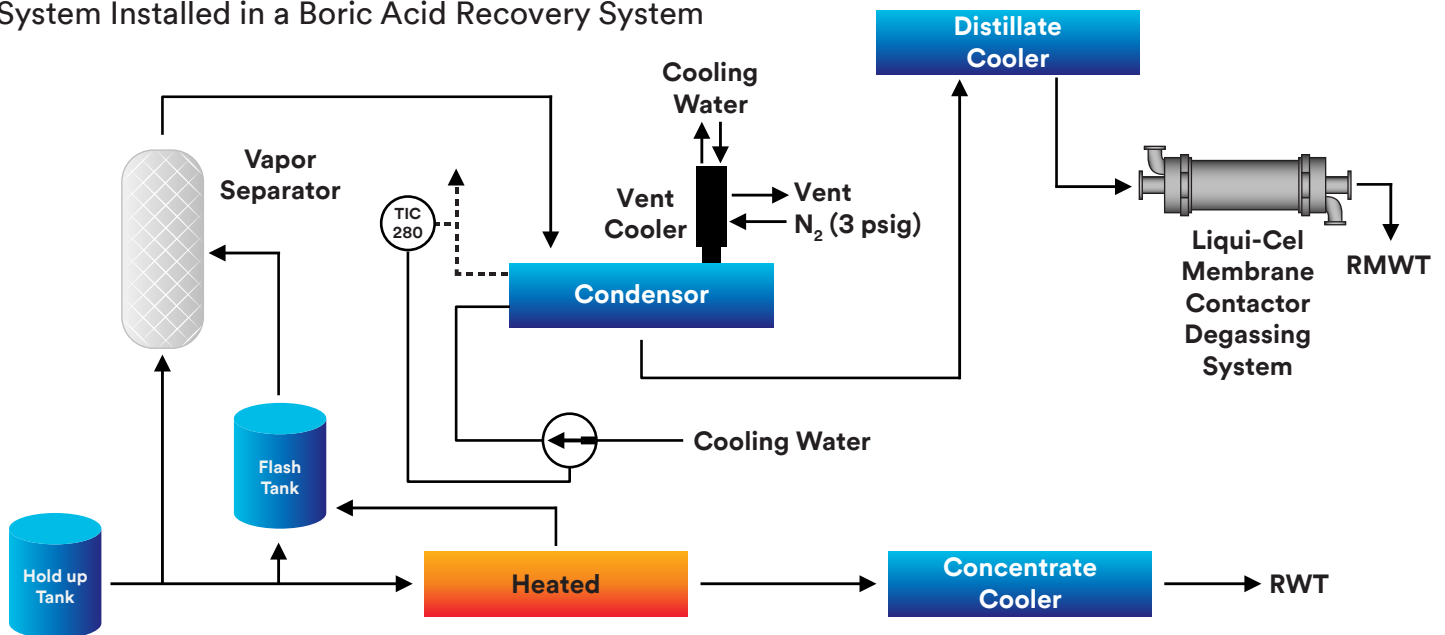 System Installed in a Boric Acid Recovery System
Distillate
Cooler
Cooling
Water
Vapor
Separator
TIC
280
Vent
Cooler
Vent
N₂ (3 psig)
Condensor
Liqui-Cel
Membrane
Contactor
Degassing
System
RMWT
Cooling Water
Flash
Tank
Hold up
Tank
Heated
Concentrate
Cooler
RWT